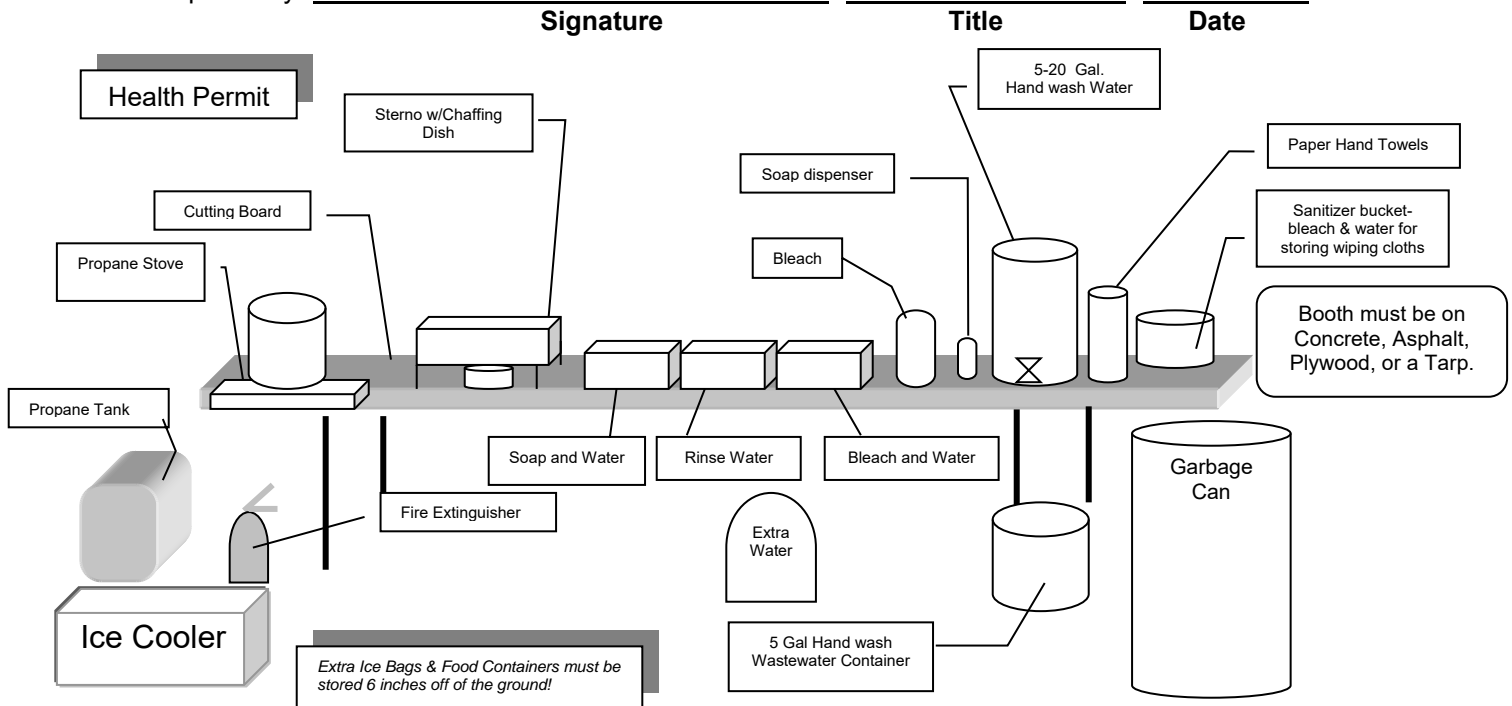 Signature Title Date
Health Permit
Sterno w/Chaffing
Dish
5-20 Gal.
Hand wash Water
Paper Hand Towels
Soap dispenser
Cutting Board
Sanitizer bucket-
bleach & water for
storing wiping cloths
Propane Stove
Bleach
Booth must be on
Concrete, Asphalt,
Plywood, or a Tarp.
Propane Tank
Soap and Water
Rinse Water
Bleach and Water
Garbage
Can
Fire Extinguisher
Extra
Water
Ice Cooler
5 Gal Hand wash
Wastewater Container
Extra Ice Bags & Food Containers must be
stored 6 inches off of the ground!